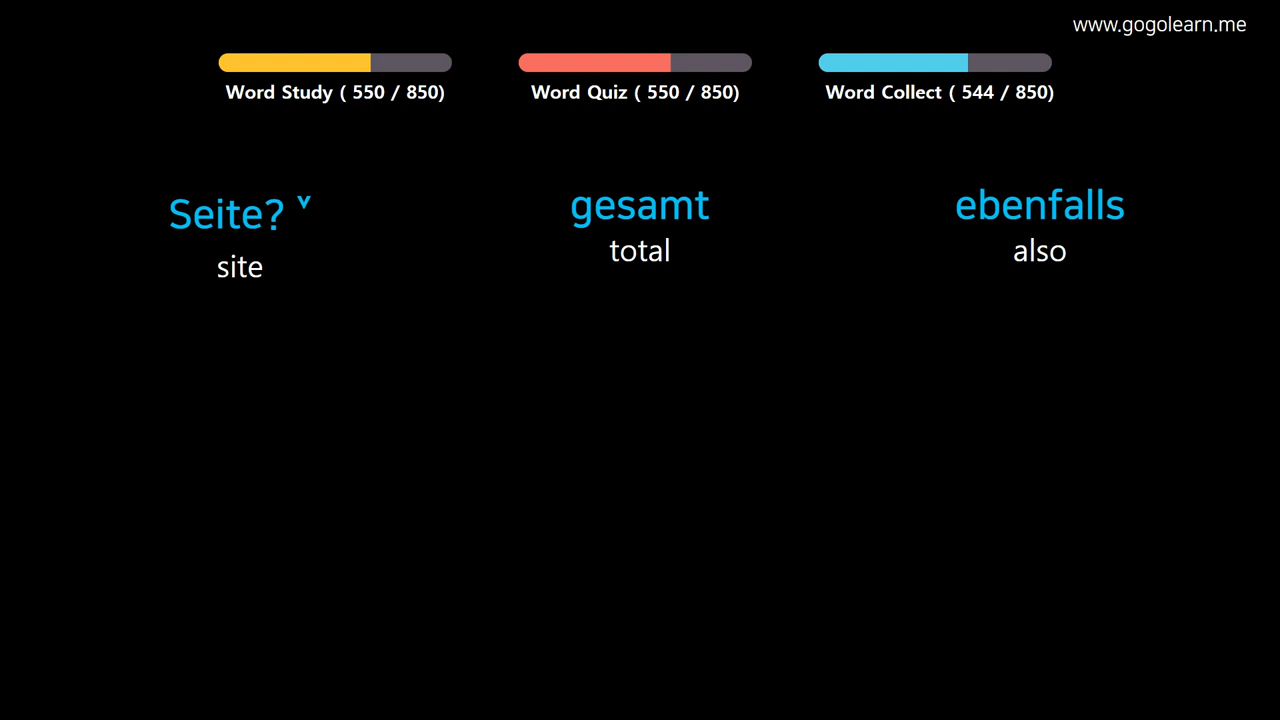 www.gogolearn.me
Word Study ( 550 / 850)
Word Quiz ( 550 / 850)
Word Collect ( 544 / 850)
Seite? ˅
site
gesamt
total
ebenfalls
also